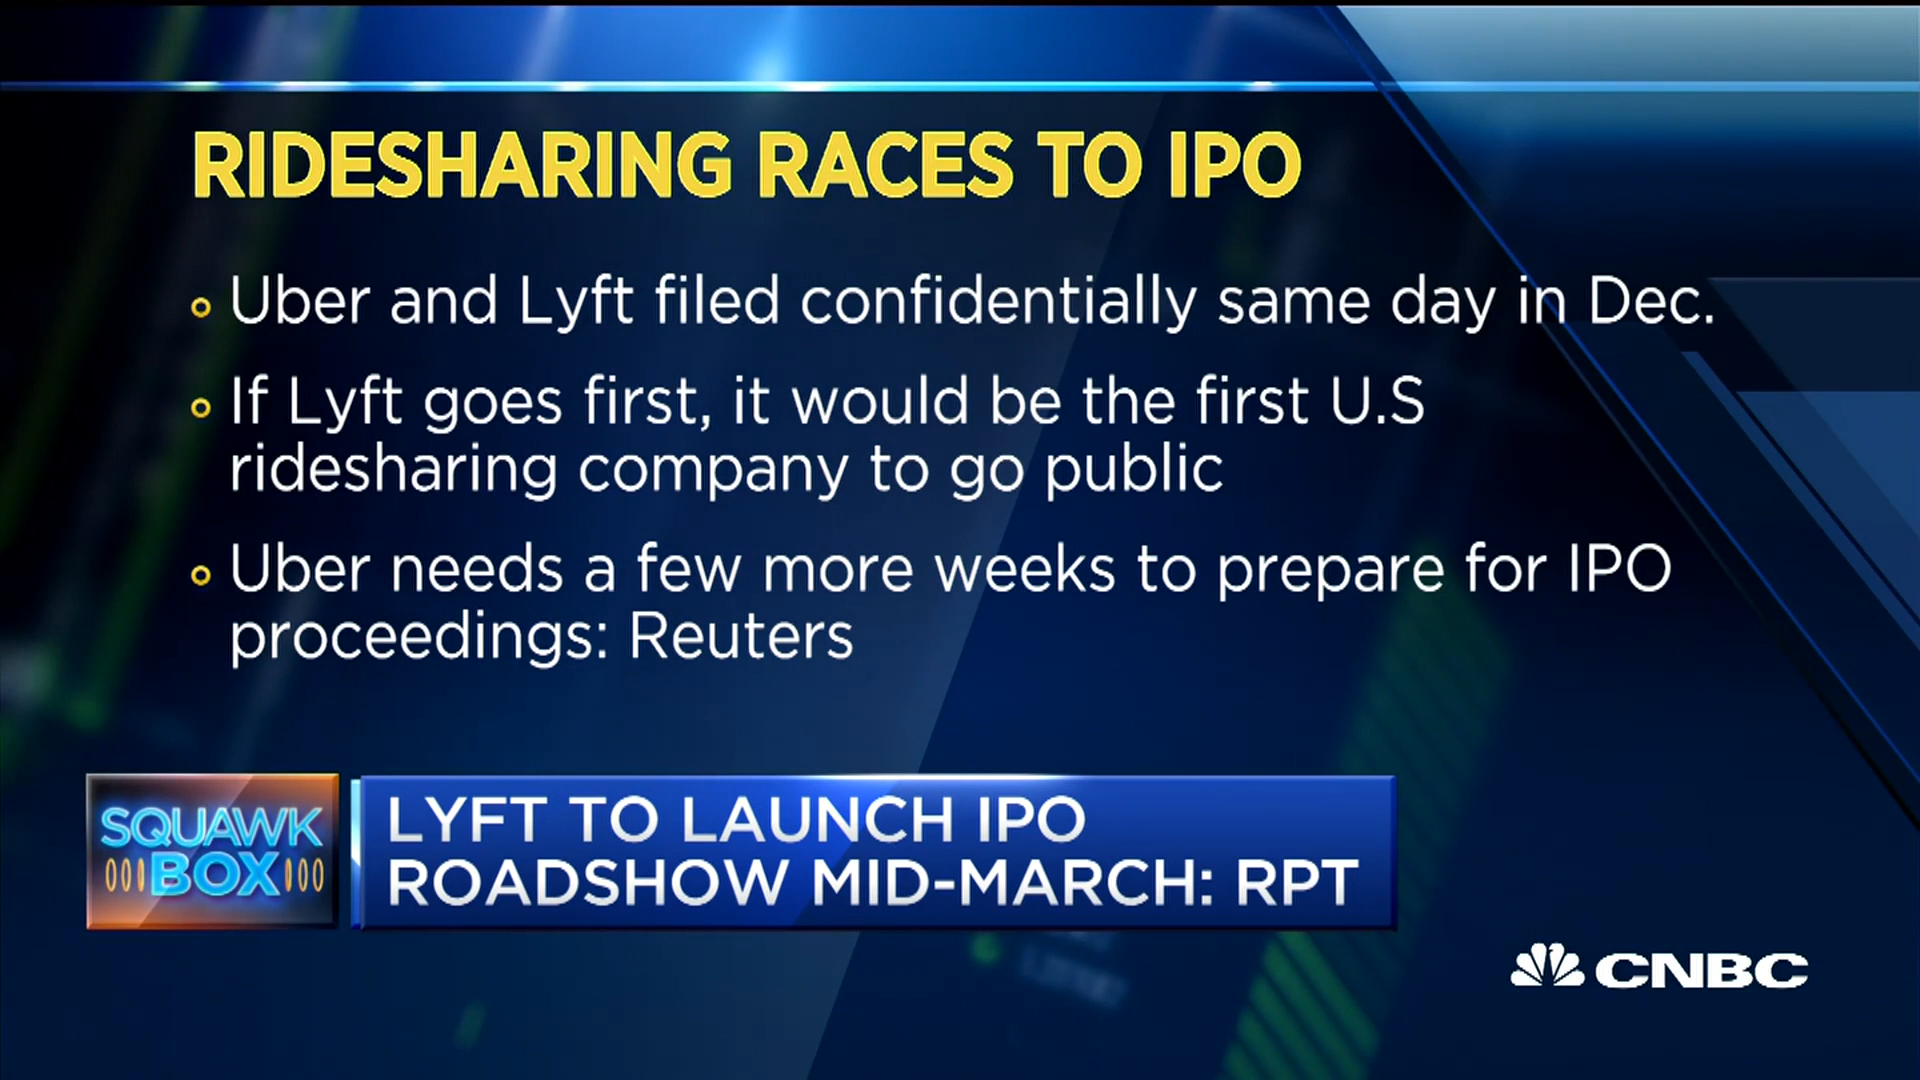 RIDESHARING RACES TO IPO
Uber and Lyft filed confidentially same day in Dec.
If Lyft goes first, it would be the first U.S
ridesharing company to go public
Uber needs a few more weeks to prepare for IPO
proceedings: Reuters
SQUAWK
BOX
LYFT TO LAUNCH IPO
ROADSHOW MID-MARCH: RPT
CNBC